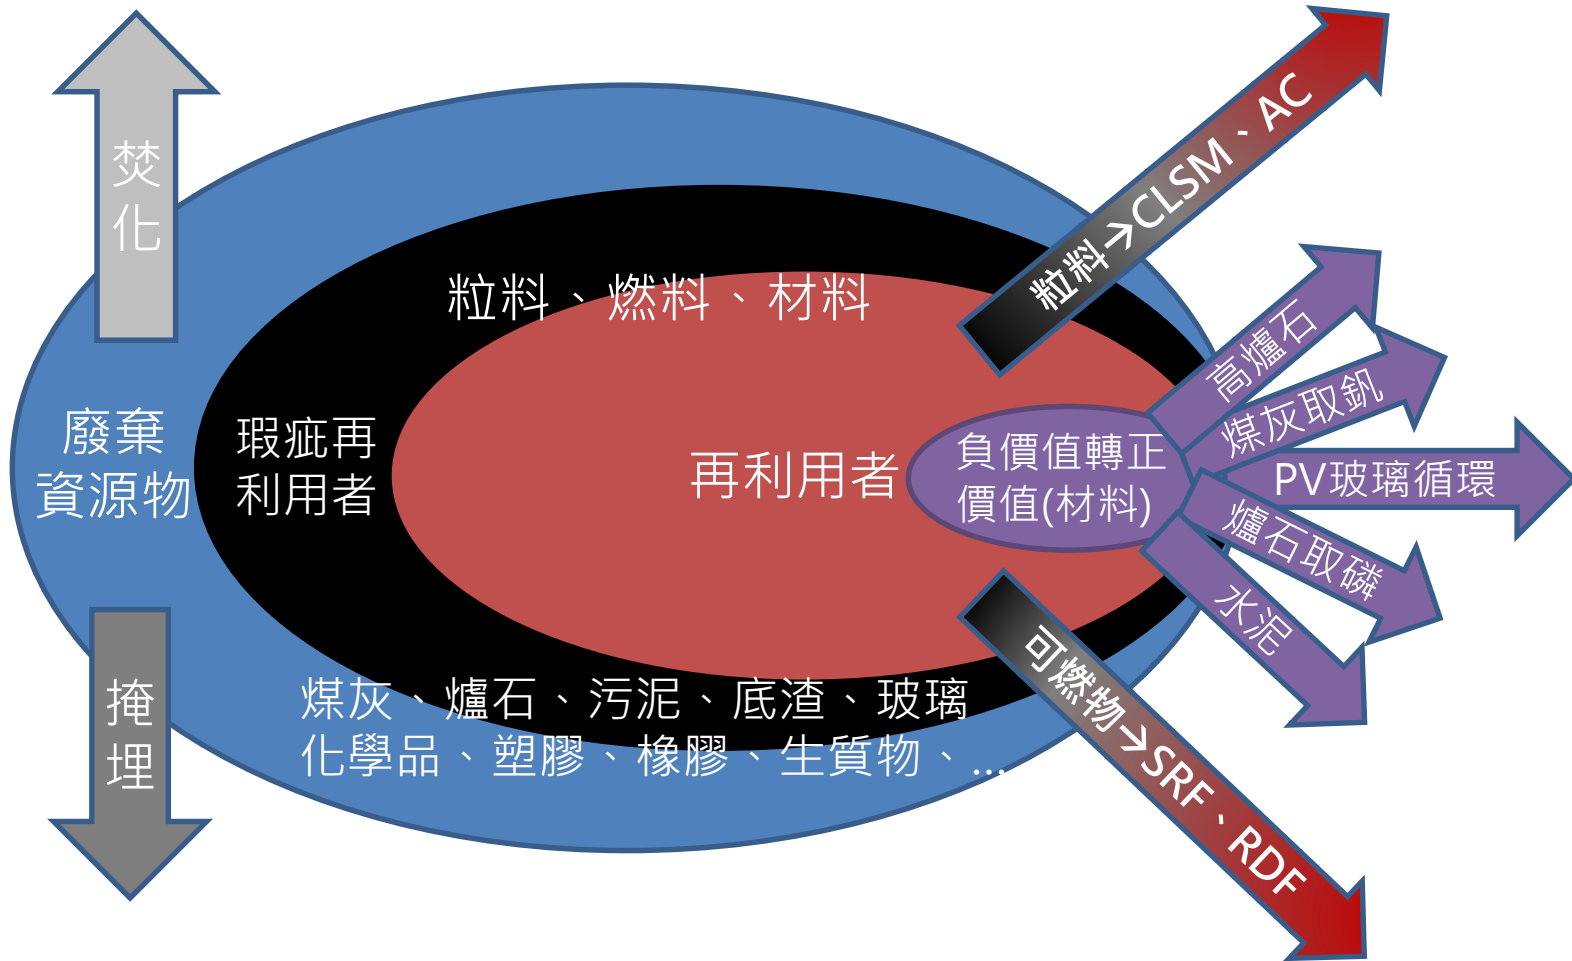 焚
化
粒料→CLSM、AC
粒料、燃料、材料
高爐石
煤灰取釩
廢棄
資源物
瑕疵再
利用者
再利用者
負價值轉正
價值(材料)
PV玻璃循環
爐石取磷
水泥
掩
埋
煤灰、爐石、污泥、底渣、玻璃
化學品、塑膠、橡膠、生質物、...
可燃物→SRF、RDF